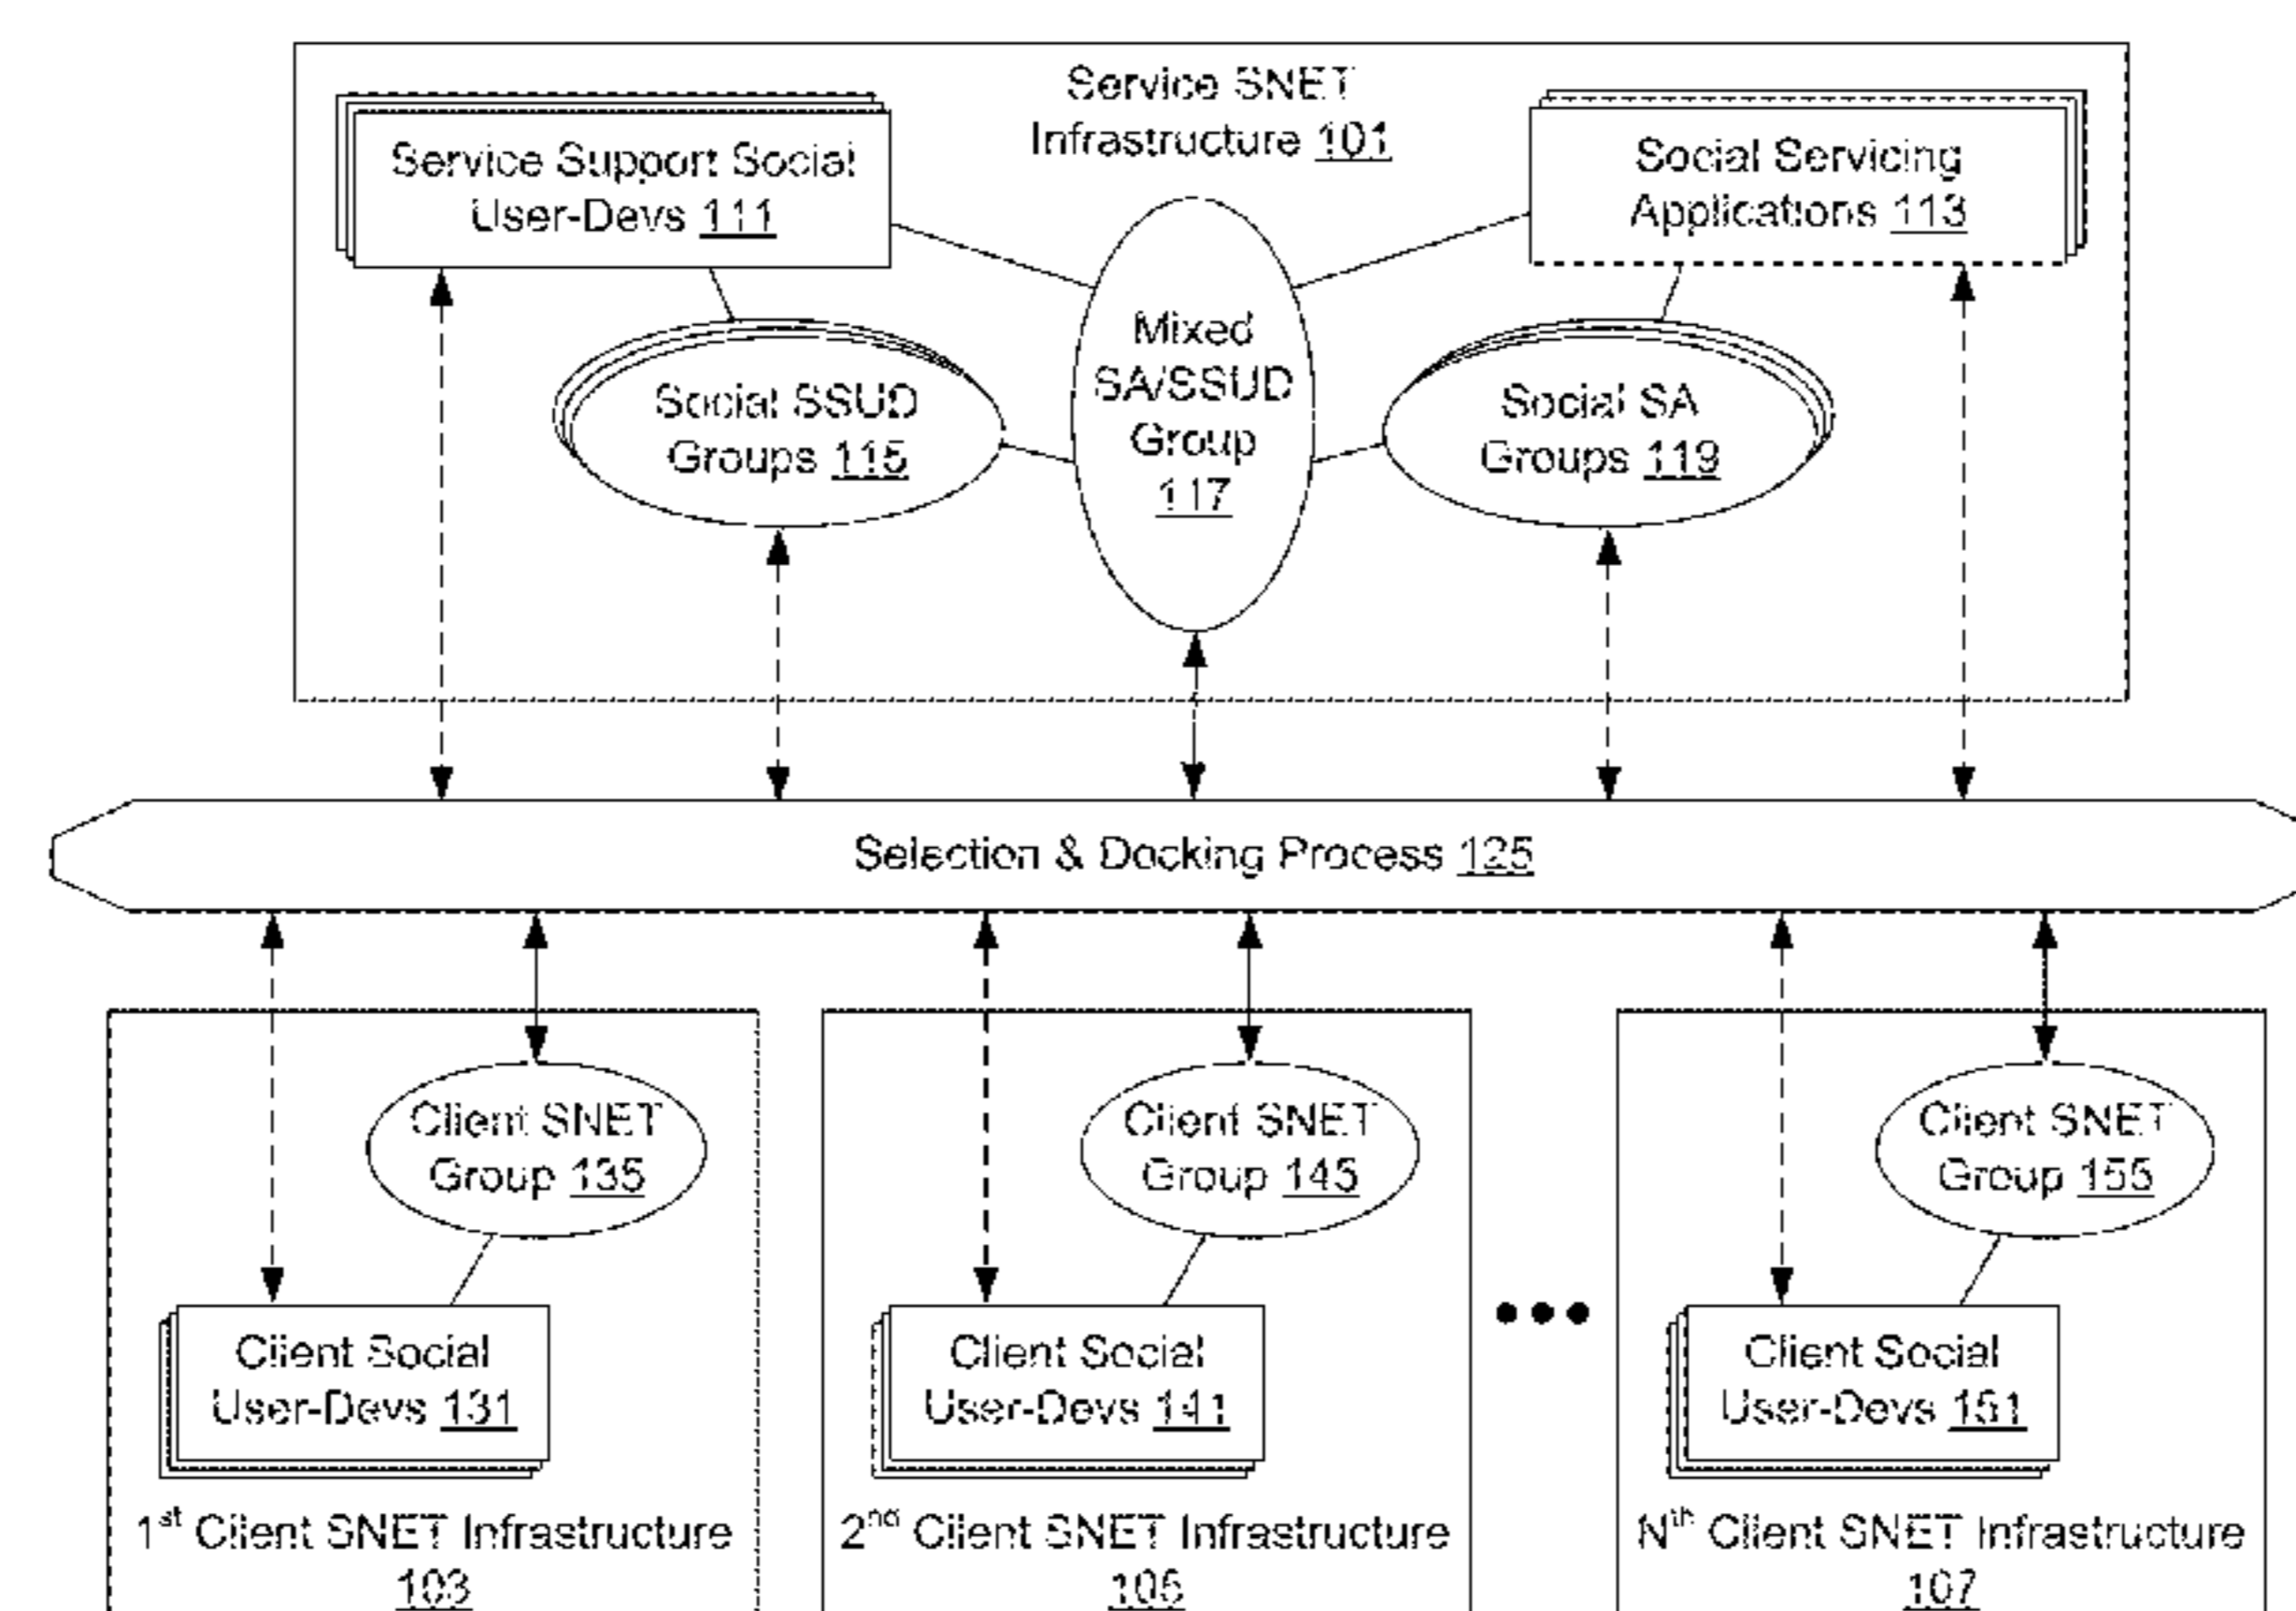 Service SNET
Infrastructure 101
Service Support Social
User-Devs 111
Social Servicing
Applications 113
Mixed
SA/SSUD
Group
117
Social SSUD
Groups 115
Social SA
Groups 119
Selection & Docking Process 125
Client SNET
Group 135
Client Social
User-Devs 131
1st Client SNET Infrastructure
103
Client SNET
Group 145
Client Social
User-Devs 141
2nd Client SNET Infrastructure
105
Client SNET
Group 155
Client Social
User-Devs 151
Nth Client SNET Infrastructure
107